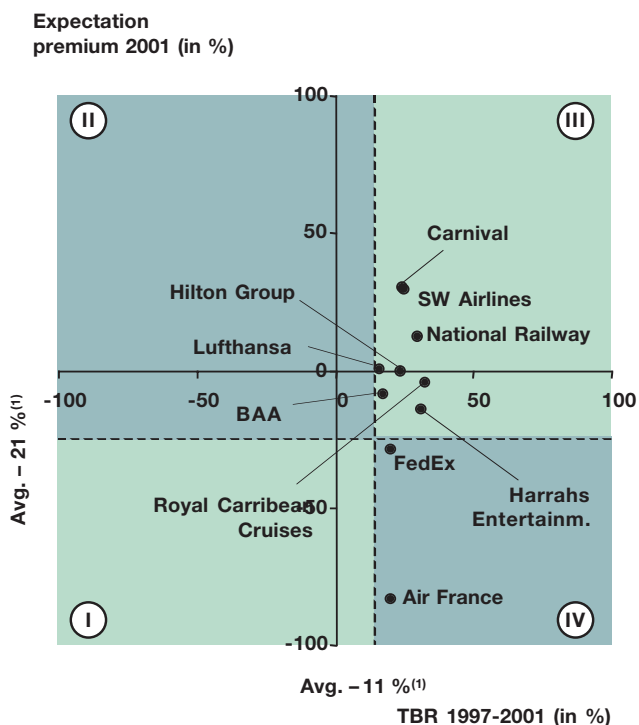 Expectation
premium 2001 (in %)
100
II
III
50
Carnival
Hilton Group
SW Airlines
National Railway
Lufthansa
0
-100
-50
0
50
100
BAA
Avg. – 21 %(1)
FedEx
Royal Carribean
Cruises
-50
Harrahs
Entertainm.
Air France
I
IV
-100
Avg. – 11 %(1)
TBR 1997-2001 (in %)